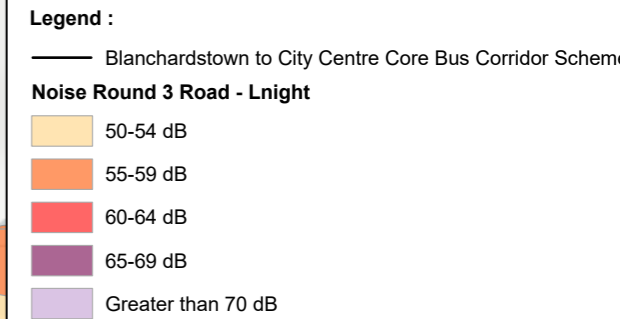 Legend :
Blanchardstown to City Centre Core Bus Corridor Scheme
Noise Round 3 Road - Lnight
50-54 dB
55-59 dB
60-64 dB
65-69 dB
Greater than 70 dB